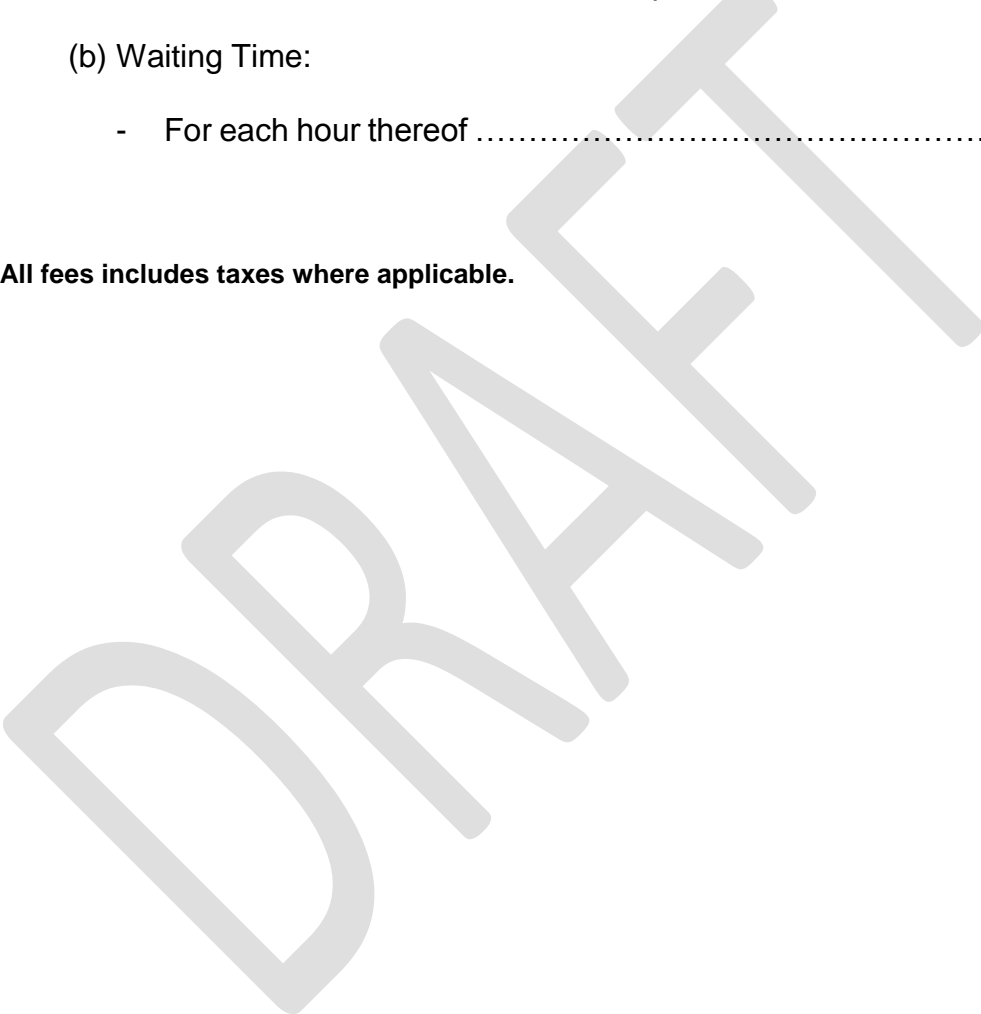 (b) Waiting Time:
- For each hour thereof ……………………………………………….
All fees includes taxes where applicable.
DRAFT